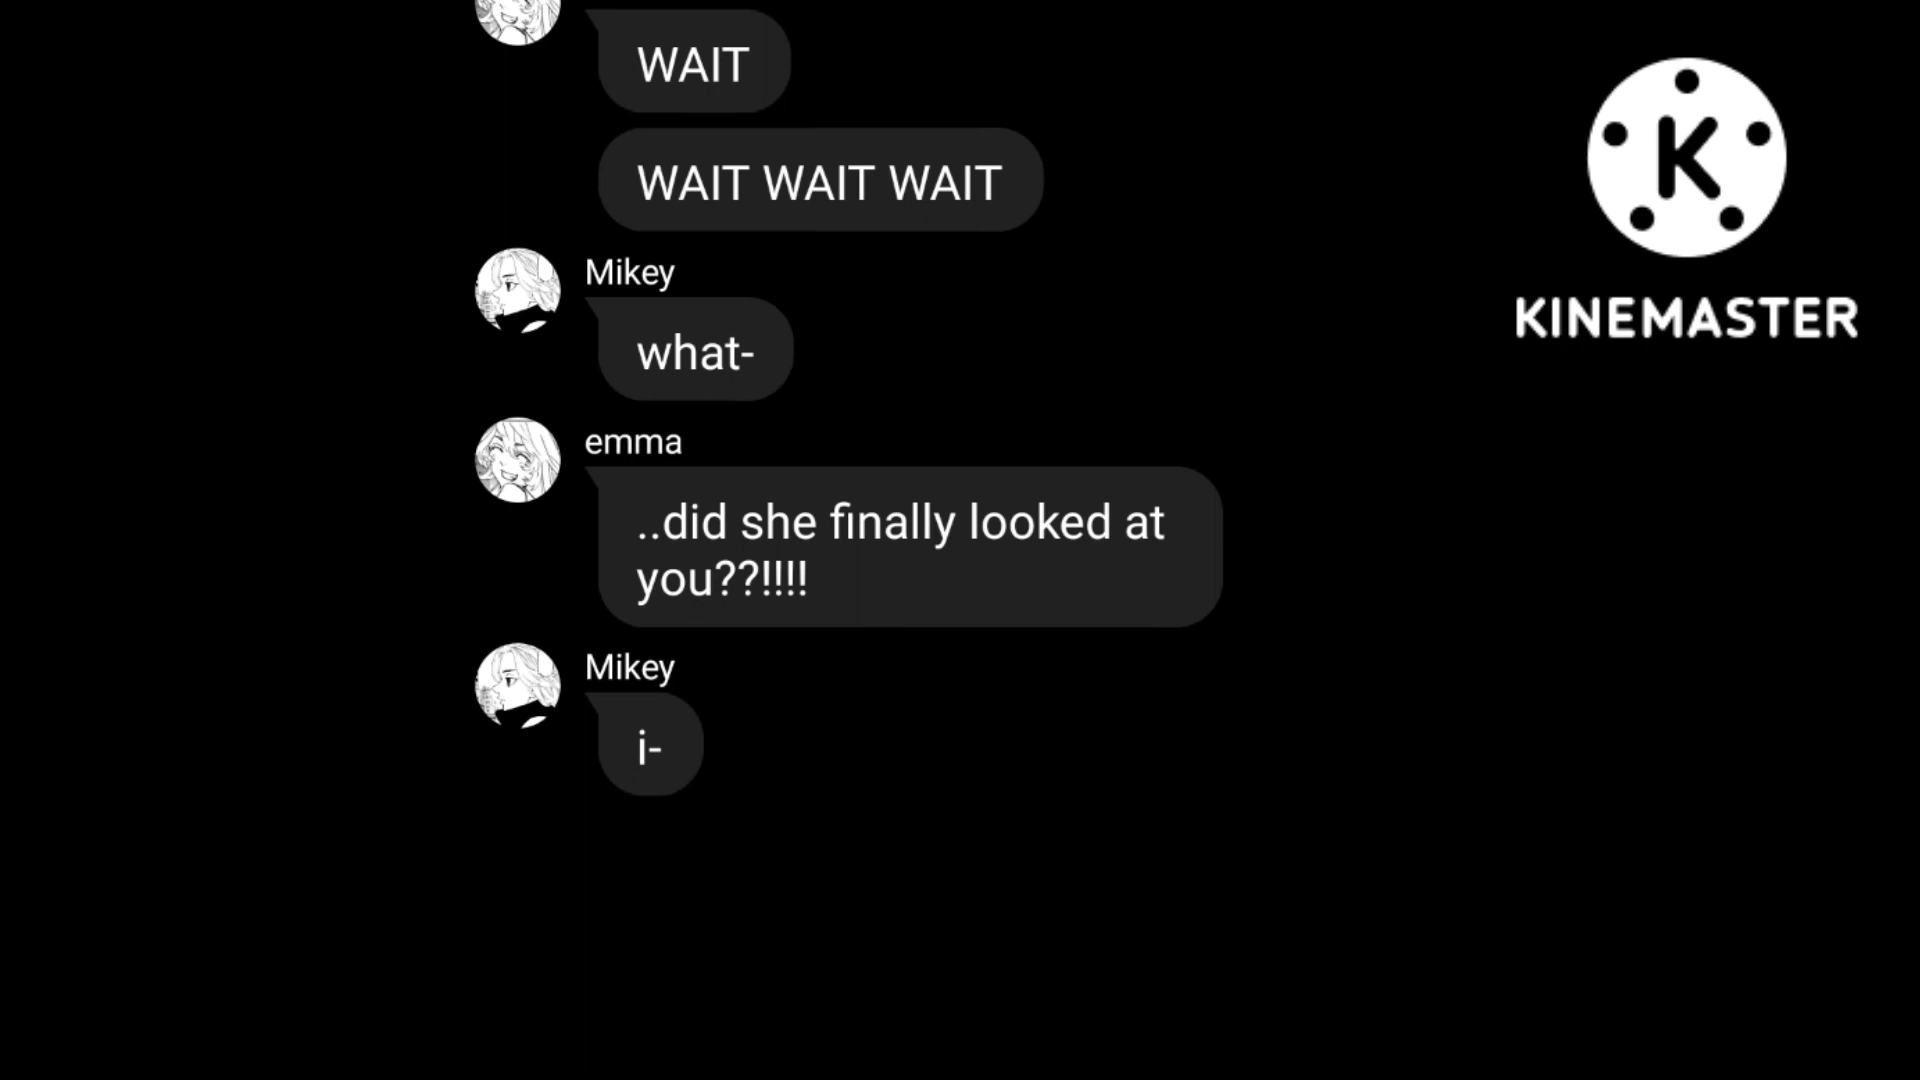 WAIT
WAIT WAIT WAIT
Mikey
what-
emma
..did she finally looked at
you??!!!!
Mikey
i-
K
KINEMASTER